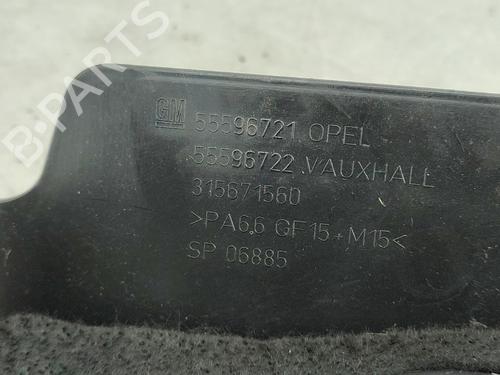 B-PARTS
GM 55596721 OPEL
55596722 VAUXHALL
315671560
>PA6,6 GF15+M15<
SP 06885